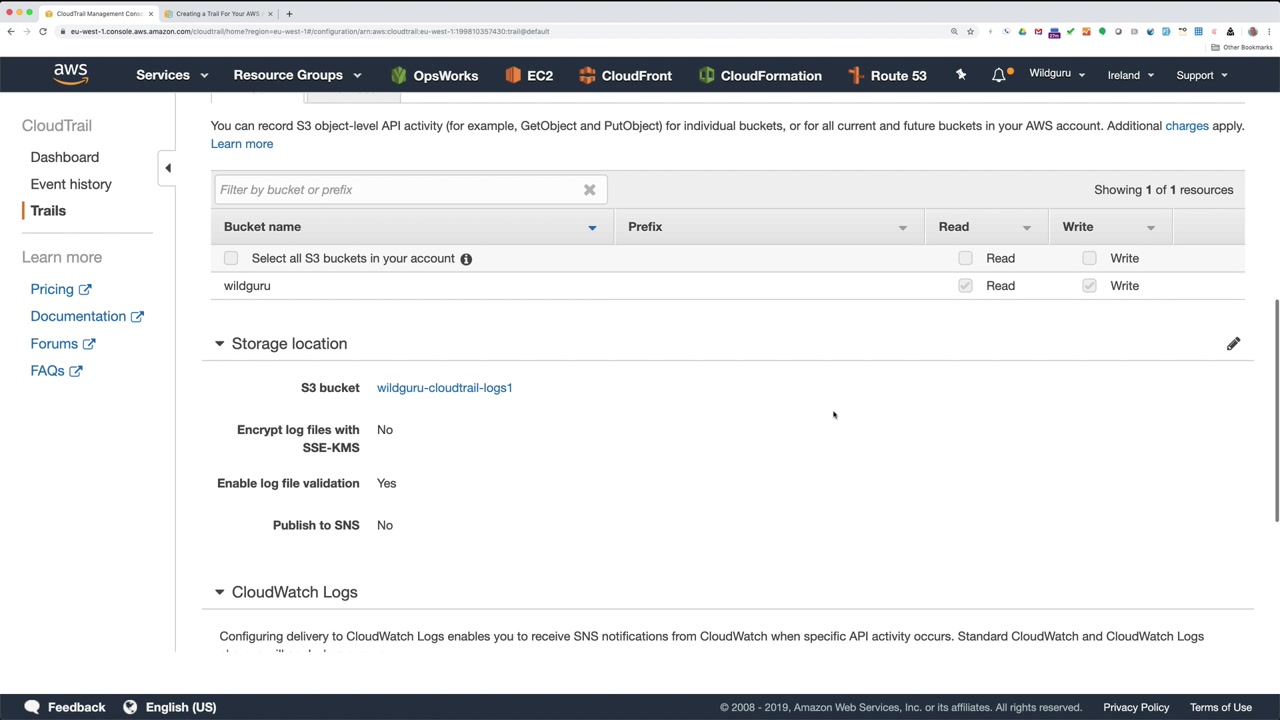 CloudTrail Management Cons
Creating a Trail For Your AWS A
eu-west-1.console.aws.amazon.com/cloudtrail/home?region=eu-west-1#/configuration/arn:aws:cloudtrail:eu-west-1:199810357430:trail@default
Other Bookmarks
aws
Services
Resource Groups
OpsWorks
EC2
CloudFront
CloudFormation
Route 53
Wildguru
Ireland
Support
CloudTrail
Dashboard
Event history
Trails
Learn more
Pricing
Documentation
Forums
FAQs
You can record S3 object-level API activity (for example, GetObject and PutObject) for individual buckets, or for all current and future buckets in your AWS account. Additional charges apply.
Learn more
Filter by bucket or prefix
Showing 1 of 1 resources
Bucket name Prefix Read Write
Select all S3 buckets in your account Read Write
wildguru Read Write
Storage location
S3 bucket wildguru-cloudtrail-logs1
Encrypt log files with No
SSE-KMS
Enable log file validation Yes
Publish to SNS No
CloudWatch Logs
Configuring delivery to CloudWatch Logs enables you to receive SNS notifications from CloudWatch when specific API activity occurs. Standard CloudWatch and CloudWatch Logs
Feedback
English (US)
© 2008 - 2019, Amazon Web Services, Inc. or its affiliates. All rights reserved.
Privacy Policy
Terms of Use